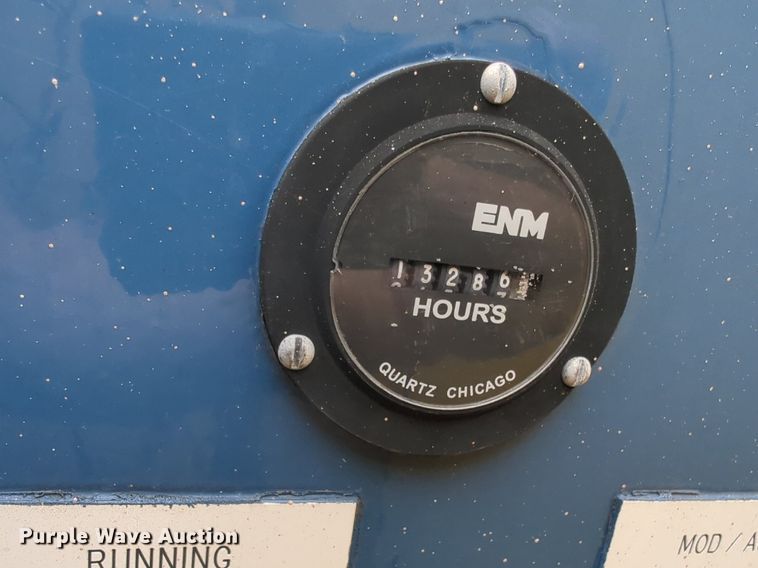 ENM
13286
HOURS
QUARTZ CHICAGO
Purple Wave Auction
RUNNING
MOD / A